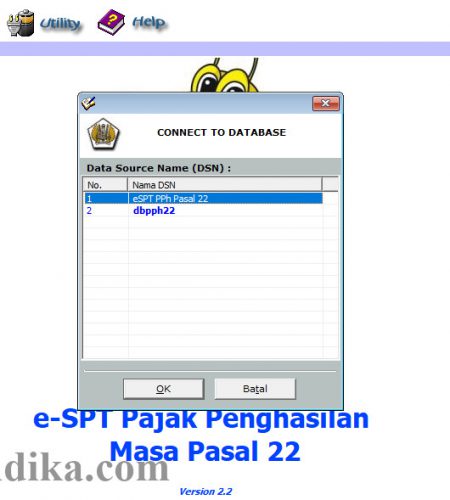 Utility Help
CONNECT TO DATABASE
Data Source Name (DSN) :
No. Nama DSN
1 eSPT PPh Pasal 22
2 dbpph22
OK Batal
e-SPT Pajak Penghasilan
Masa Pasal 22
dika.com
Version 2.2